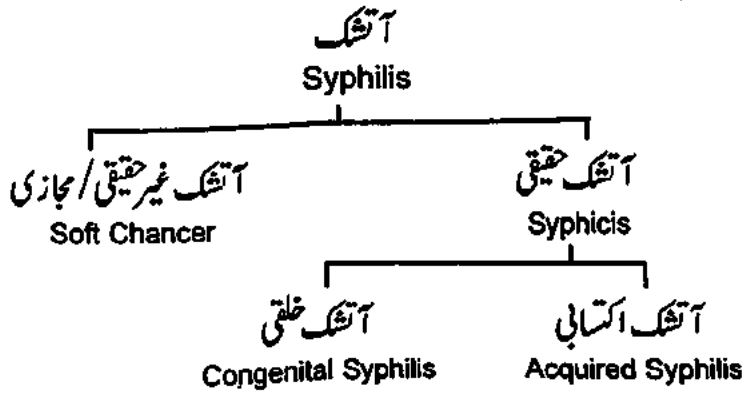 آتشک
Syphilis
آتشک حقیقی
Syphicis
آتشک غیر حقیقی/مجازی
Soft Chancer
آتشک اکتسابی
Acquired Syphilis
آتشک خلقی
Congenital Syphilis